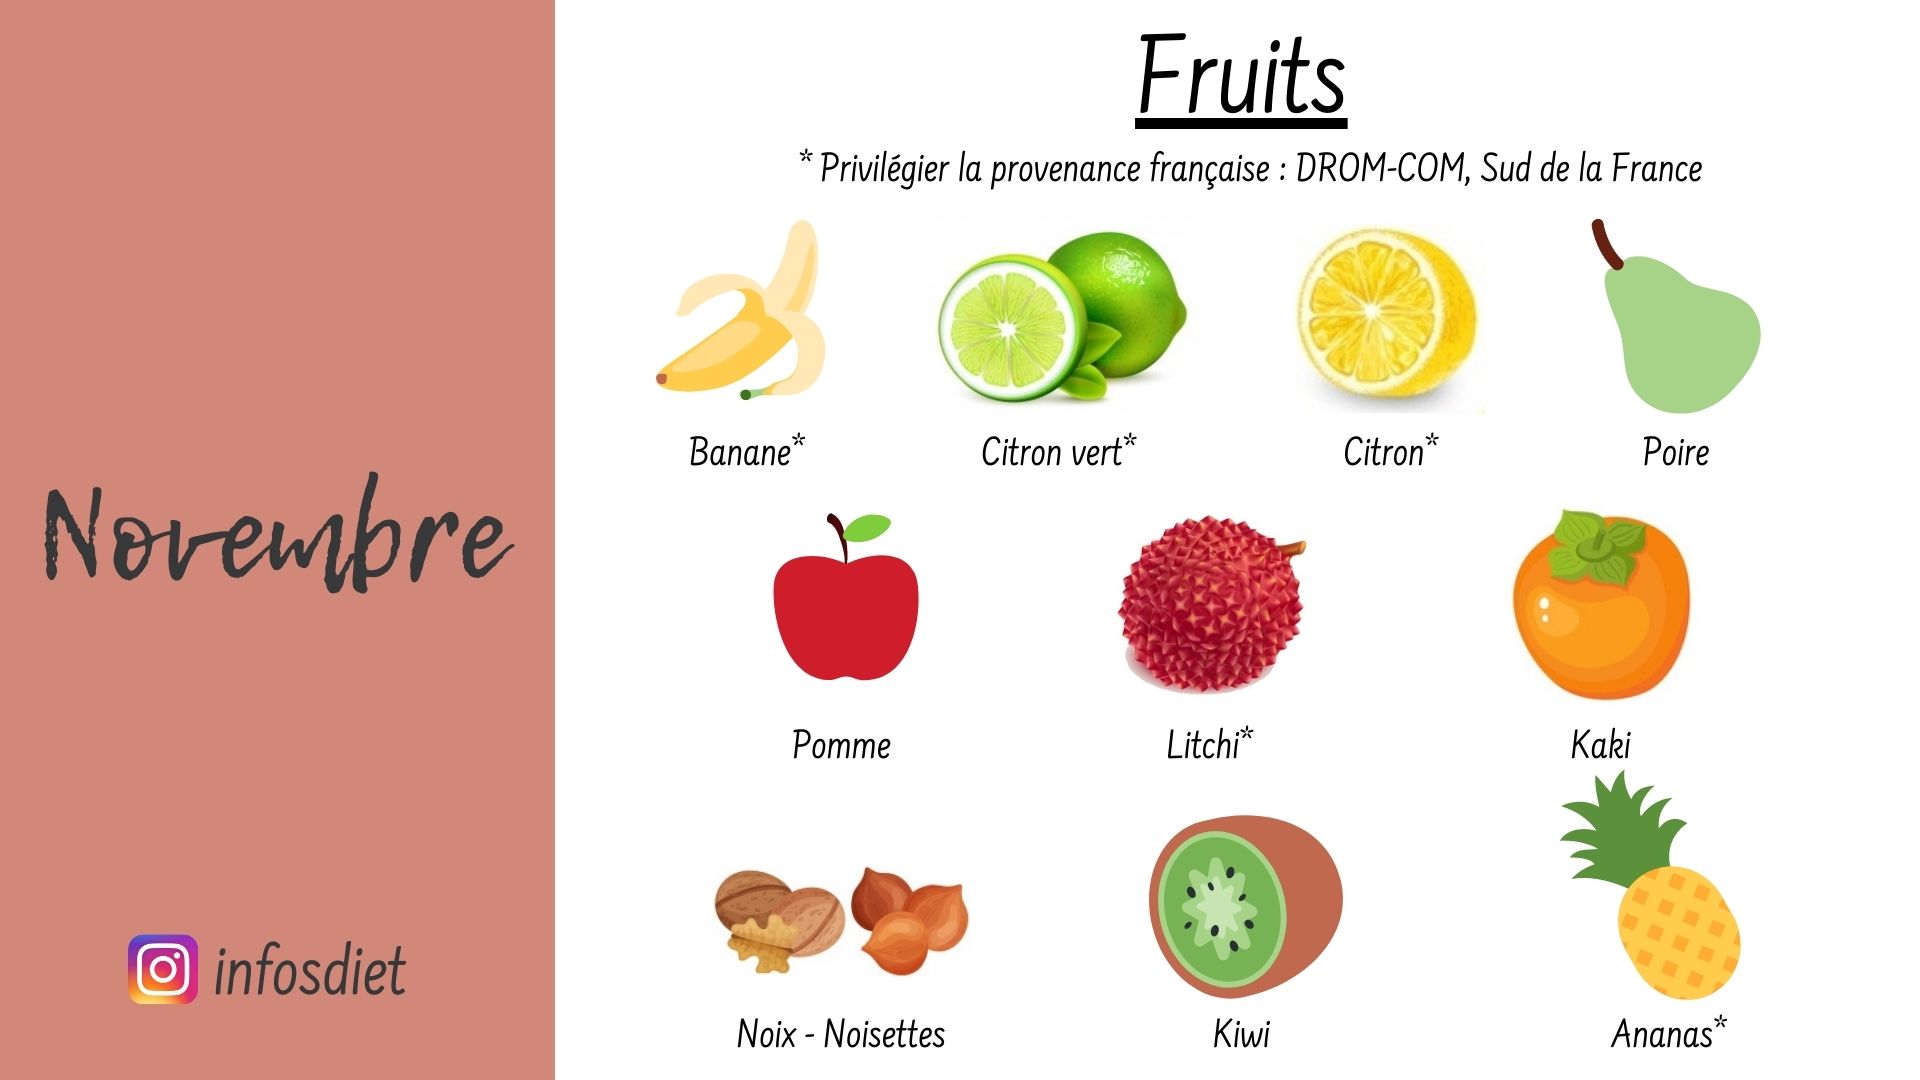 Fruits
* Privilégier la provenance française : DROM-COM, Sud de la France
Banane*
Citron vert*
Citron*
Poire
Novembre
Pomme
Litchi*
Kaki
infosdiet
Noix - Noisettes
Kiwi
Ananas*